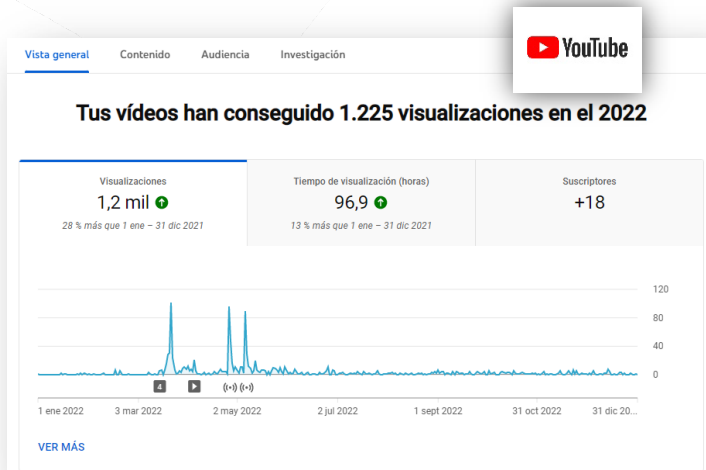 YouTube
Vista general Contenido Audiencia Investigación
Tus vídeos han conseguido 1.225 visualizaciones en el 2022
Visualizaciones Tiempo de visualización (horas) Suscriptores
1,2 mil 96,9 +18
28 % más que 1 ene – 31 dic 2021 13 % más que 1 ene – 31 dic 2021
120
80
40
0
4
1 ene 2022 3 mar 2022 2 may 2022 2 jul 2022 1 sept 2022 31 oct 2022 31 dic 20...
VER MÁS